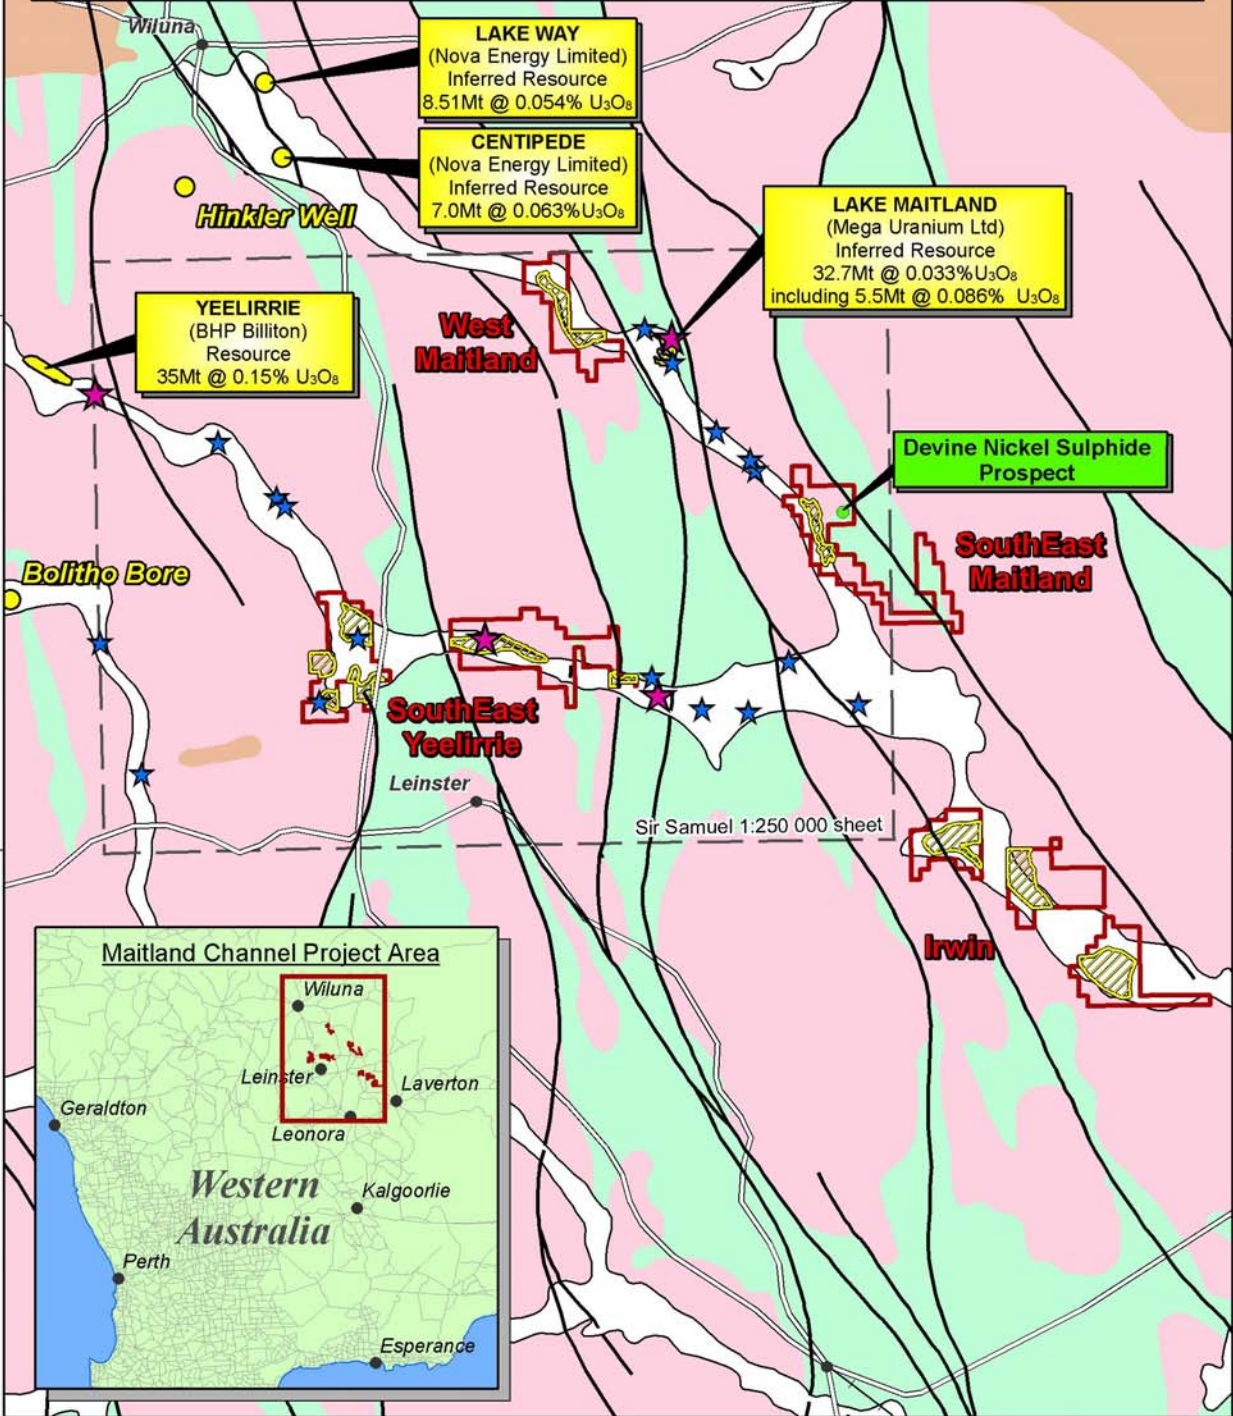 Wiluna
LAKE WAY
(Nova Energy Limited)
Inferred Resource
8.51Mt @ 0.054% U₃O₈
CENTIPEDE
(Nova Energy Limited)
Inferred Resource
7.0Mt @ 0.063%U₃O₈
Hinkler Well
LAKE MAITLAND
(Mega Uranium Ltd)
Inferred Resource
32.7Mt @ 0.033%U₃O₈
including 5.5Mt @ 0.086% U₃O₈
YEELIRRIE
(BHP Billiton)
Resource
35Mt @ 0.15% U₃O₈
West
Maitland
Devine Nickel Sulphide
Prospect
SouthEast
Maitland
Bolitho Bore
SouthEast
Yeelirrie
Leinster
Sir Samuel 1:250 000 sheet
Irwin
Maitland Channel Project Area
Wiluna
Leinster
Laverton
Geraldton
Leonora
Western
Australia
Kalgoorlie
Perth
Esperance